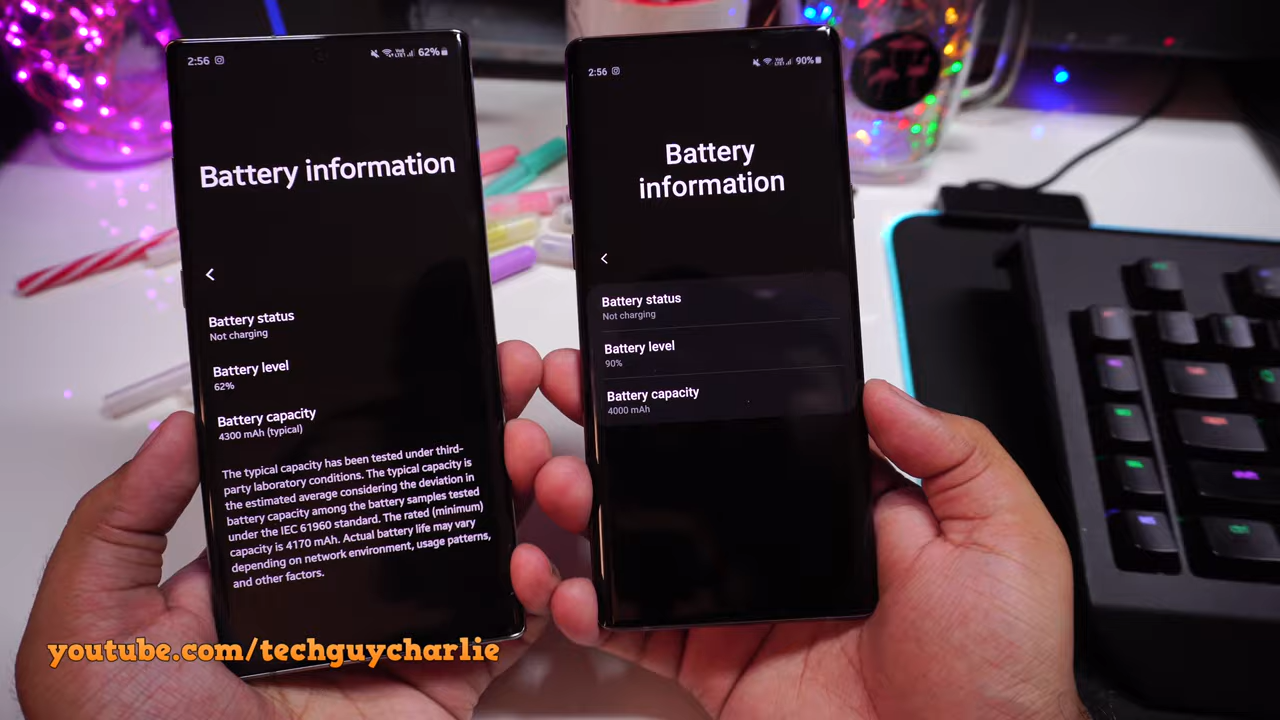 2:56
62%
Battery information
Battery status
Not charging
Battery level
62%
Battery capacity
4300 mAh (typical)
The typical capacity has been tested under third-
party laboratory conditions. The typical capacity is
the estimated average considering the deviation in
battery capacity among the battery samples tested
under the IEC 61960 standard. The rated (minimum)
capacity is 4170 mAh. Actual battery life may vary
depending on network environment, usage patterns,
and other factors.
2:56
90%
Battery
information
Battery status
Not charging
Battery level
90%
Battery capacity
4000 mAh
youtube.com/techguycharlie